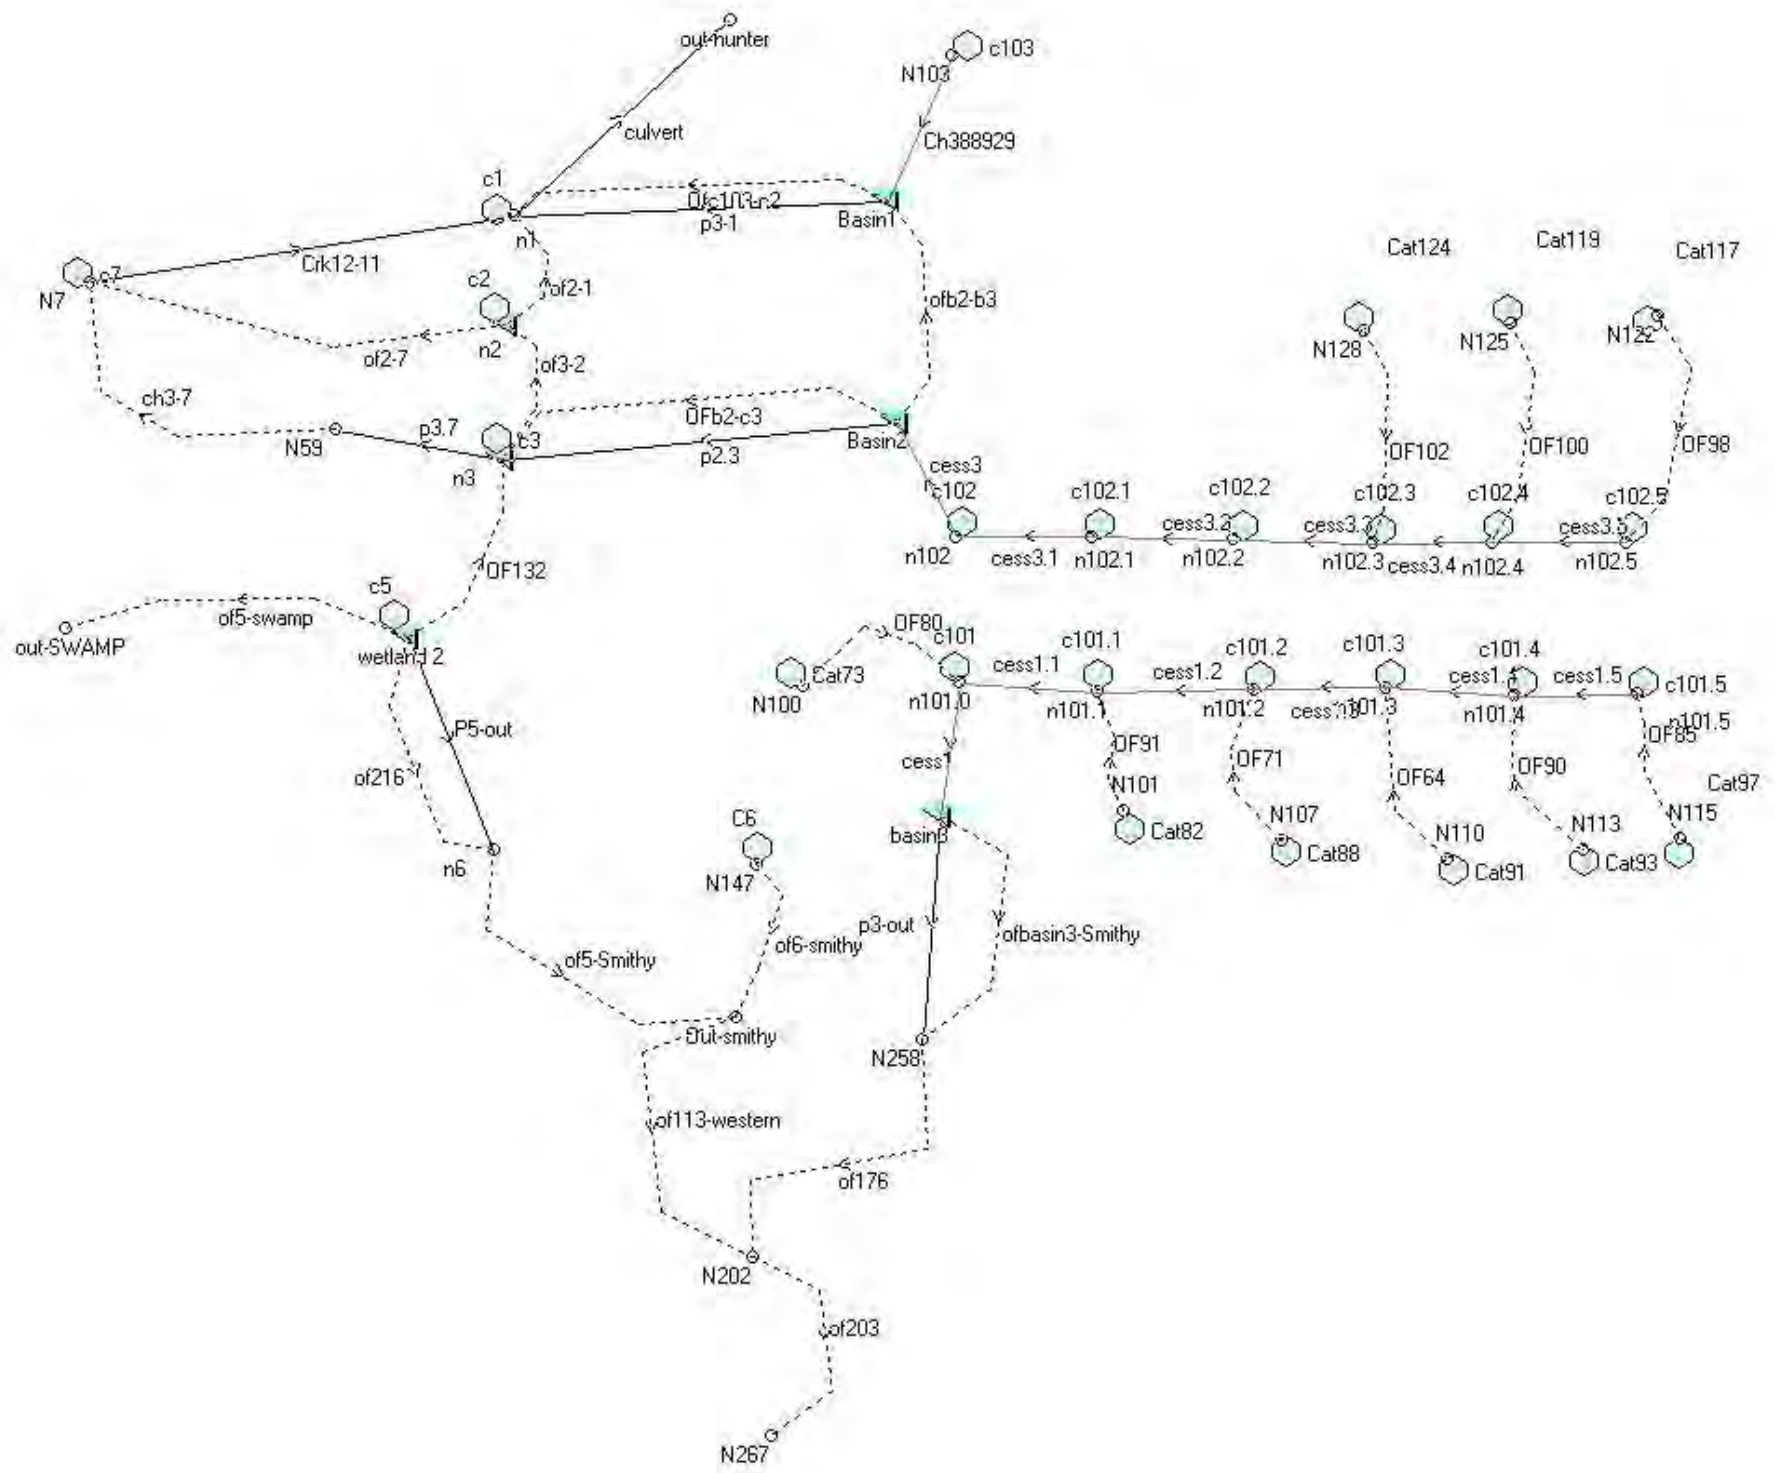 out-hunter
c103
N103
culvert
Ch388929
c1
Ofc103-n2
p3-1
Basin1
n1
Crk12-11
c7
N7
c2
of2-1
ofb2-b3
n2
of2-7
of3-2
Cat124
Cat119
Cat117
N128
N125
N122
ch3-7
p3.7
c3
OFb2-c3
Basin2
p2.3
N59
n3
OF102
OF100
OF98
cess3
c102
c102.1
c102.2
c102.3
c102.4
c102.5
cess3.2
cess3.3
cess3.5
n102
cess3.1
n102.1
n102.2
n102.3
cess3.4
n102.4
n102.5
OF132
c5
of5-swamp
out-SWAMP
OF80
c101
c101.1
c101.2
c101.3
c101.4
cess1.1
cess1.2
cess1.4
cess1.5
c101.5
Cat73
N100
n101.0
n101.1
n101.2
n101.3
n101.4
n101.5
P5-out
of216
cess1
OF91
OF71
OF64
OF90
OF85
N101
Cat97
C6
basin3
Cat82
N107
Cat88
N110
Cat91
N113
Cat93
N115
n6
N147
p3-out
of6-smithy
ofbasin3-Smithy
of5-Smithy
Out-smithy
N258
of113-western
of176
N202
of203
N267